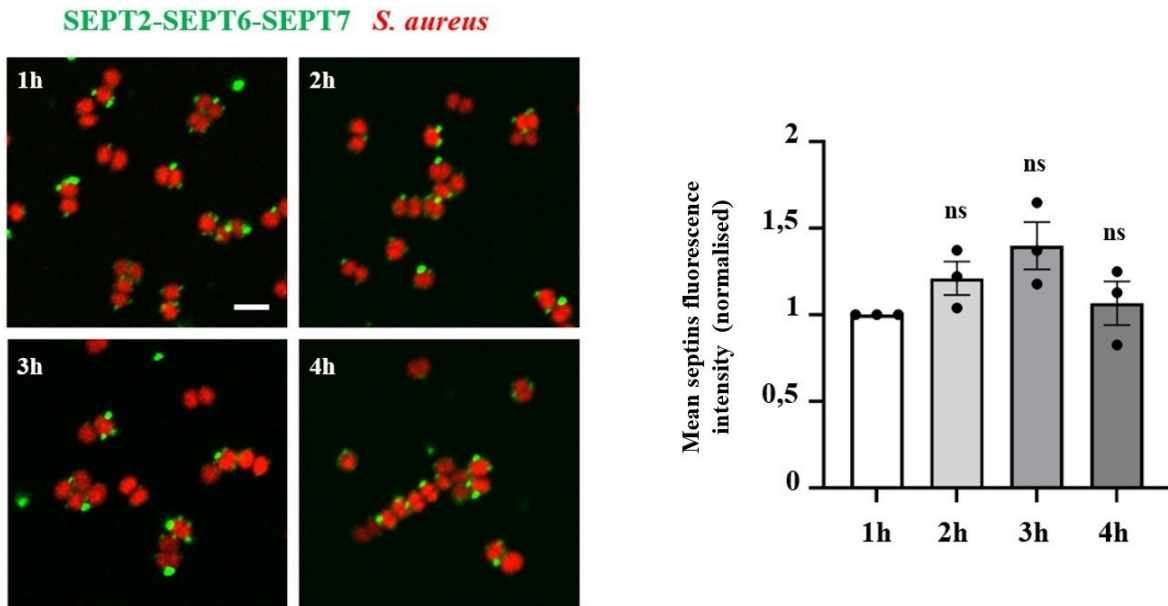 SEPT2-SEPT6-SEPT7 S. aureus
1h
2h
3h
4h
Mean septins fluorescence
intensity (normalised)
2
1,5
1
0,5
0
ns
ns
ns
1h 2h 3h 4h